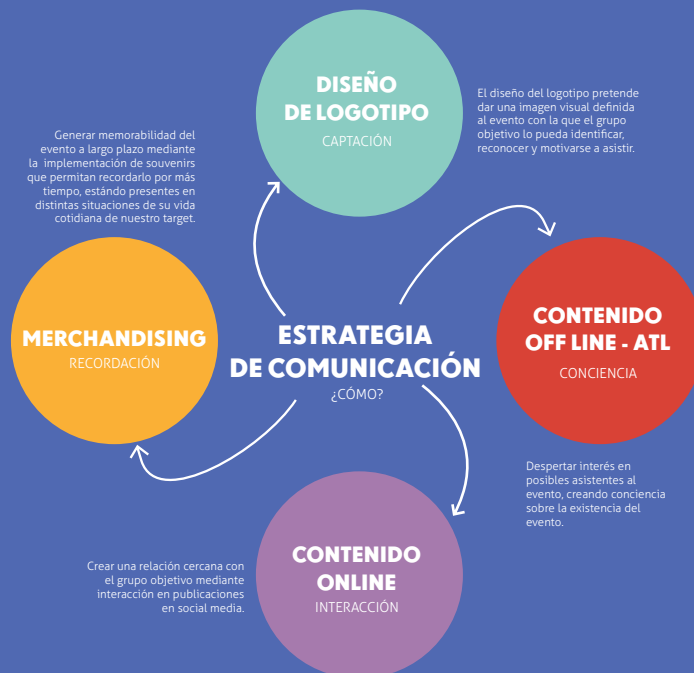 DISEÑO
DE LOGOTIPO
CAPTACIÓN
El diseño del logotipo pretende
dar una imagen visual definida
al evento con la que el grupo
objetivo lo pueda identificar,
reconocer y motivarse a asistir.
Generar memorabilidad del
evento a largo plazo mediante
la implementación de souvenirs
que permitan recordarlo por más
tiempo, estándo presentes en
distintas situaciones de su vida
cotidiana de nuestro target.
MERCHANDISING
RECORDACIÓN
ESTRATEGIA
DE COMUNICACIÓN
¿CÓMO?
CONTENIDO
OFF LINE - ATL
CONCIENCIA
Despertar interés en
posibles asistentes al
evento, creando conciencia
sobre la existencia del
evento.
CONTENIDO
ONLINE
INTERACCIÓN
Crear una relación cercana con
el grupo objetivo mediante
interacción en publicaciones
en social media.